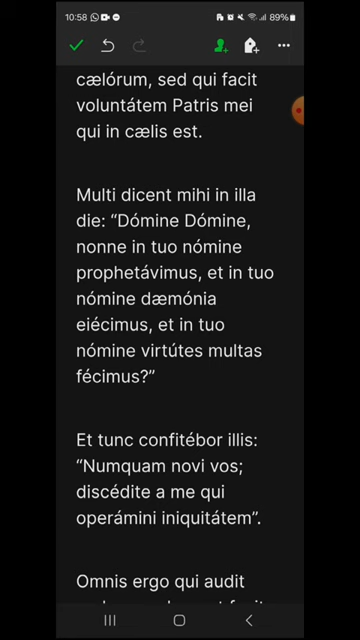 10:58
89%
cælórum, sed qui facit
voluntátem Patris mei
qui in cælis est.
Multi dicent mihi in illa
die: “Dómine Dómine,
nonne in tuo nómine
prophetávimus, et in tuo
nómine dæmónia
eiécimus, et in tuo
nómine virtútes multas
fécimus?”
Et tunc confitébor illis:
“Numquam novi vos;
discédite a me qui
operámini iniquitátem”.
Omnis ergo qui audit